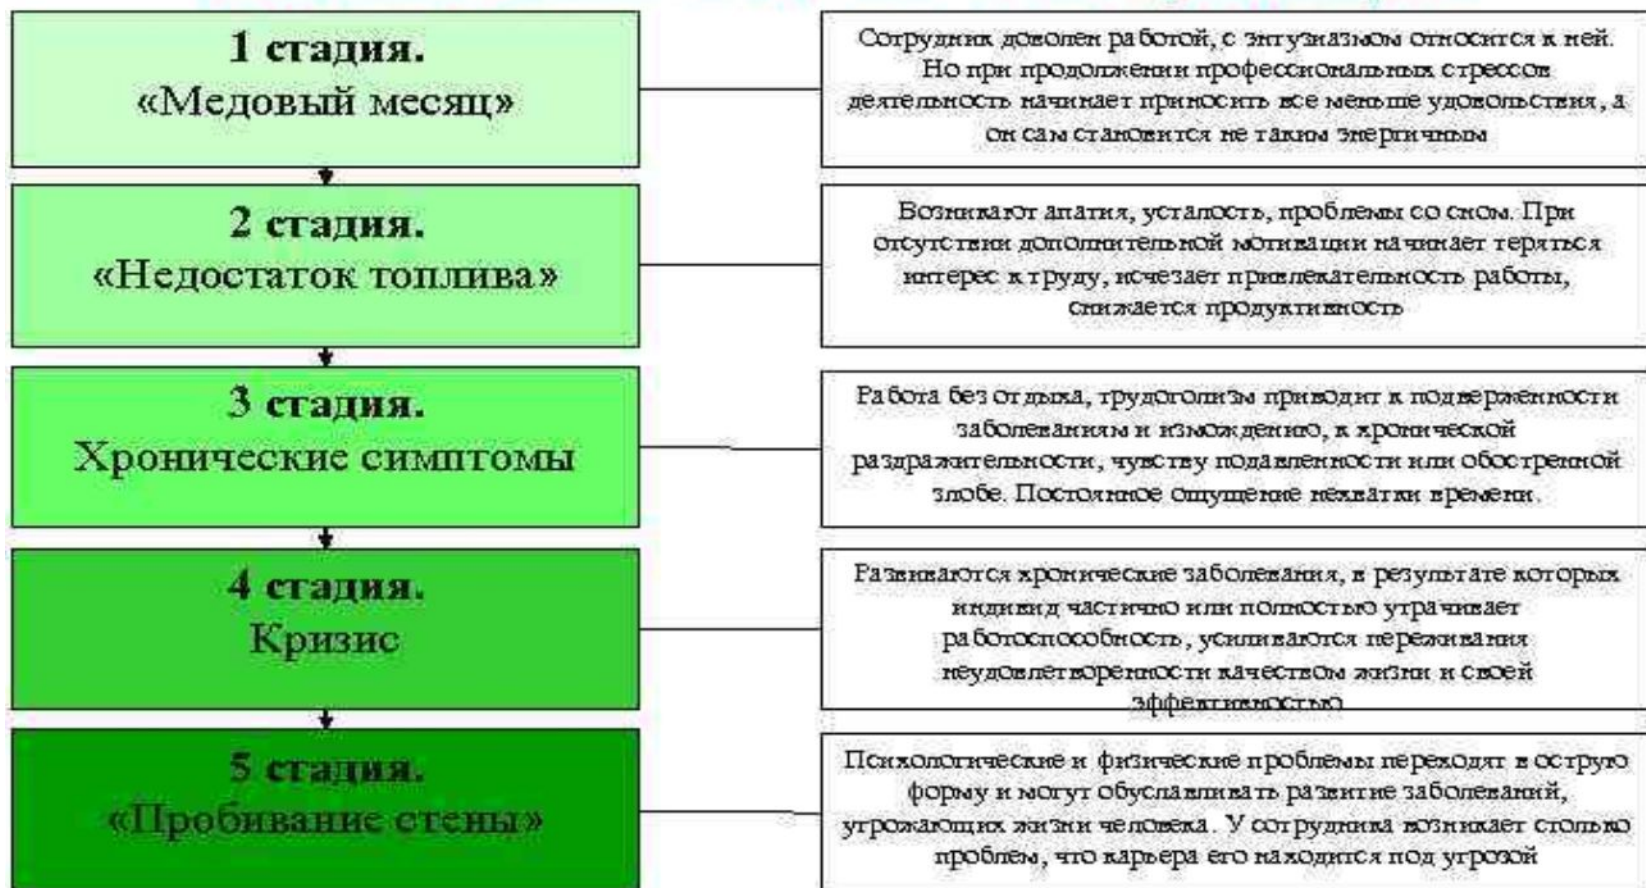 1 стадия.
«Медовый месяц»
Сотрудник доволен работой, с энтузиазмом относится к ней.
Но при продолжении профессиональных стрессов
деятельность начинает приносить все меньше удовольствия, а
он сам становится не таким энергичным
2 стадия.
«Недостаток топлива»
Возникают апатия, усталость, проблемы со сном. При
отсутствии дополнительной мотивации начинает теряться
интерес к труду, исчезает привлекательность работы,
снижается продуктивность
3 стадия.
Хронические симптомы
Работа без отдыха, трудоголизм приводит к подверженности
заболеваниям и измождению, к хронической
раздражительности, чувству подавленности или обостренной
злобе. Постоянное ощущение нехватки времени.
4 стадия.
Кризис
Развиваются хронические заболевания, в результате которых
индивид частично или полностью утрачивает
работоспособность, усиливаются переживания
неудовлетворенности качеством жизни и своей
эффективностью
5 стадия.
«Пробивание стены»
Психологические и физические проблемы переходят в острую
форму и могут обуславливать развитие заболеваний,
угрожающих жизни человека. У сотрудника возникает столько
проблем, что карьера его находится под угрозой